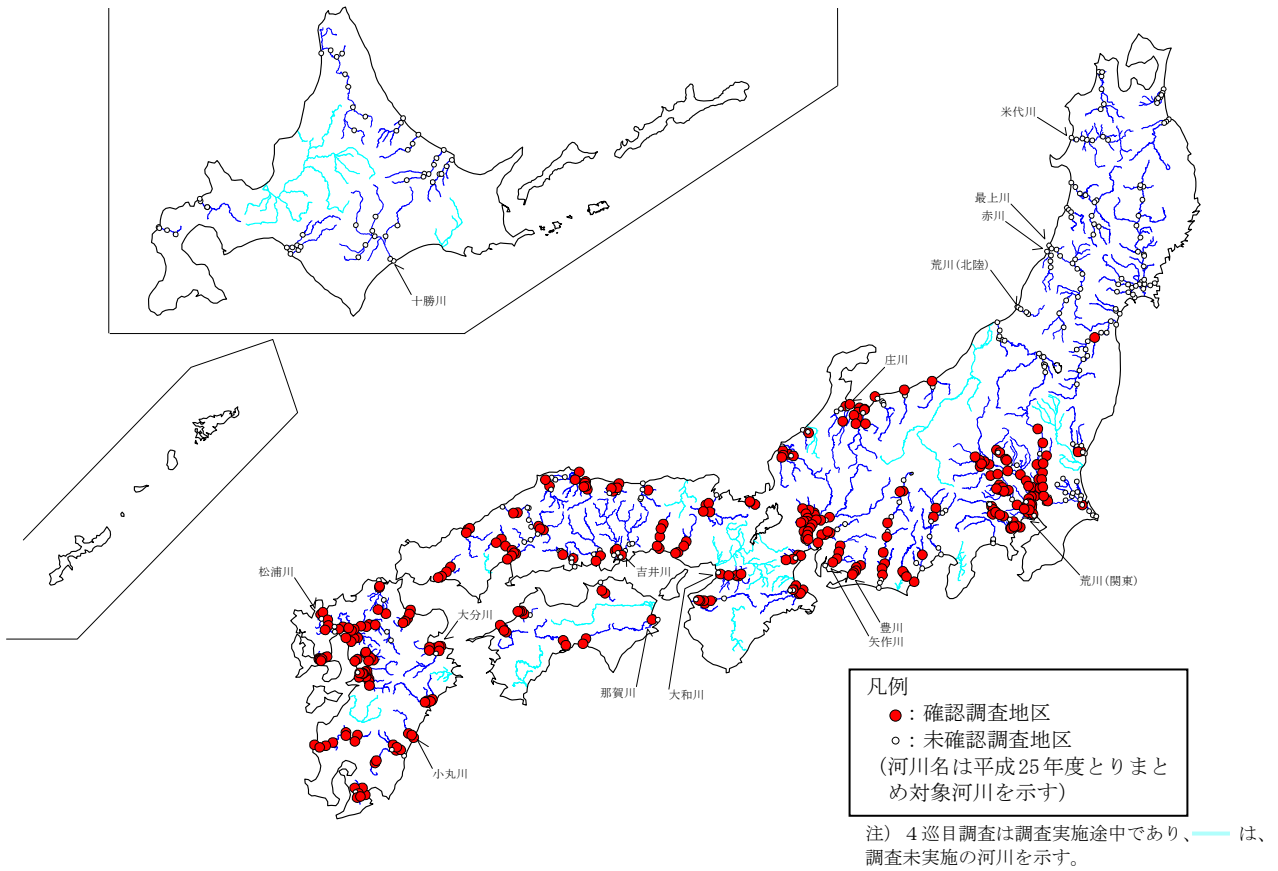 米代川
最上川
赤川
荒川(北陸)
十勝川
庄川
松浦川
大分川
吉井川
荒川(関東)
豊川
矢作川
那賀川
大和川
小丸川
凡例
：確認調査地区
：未確認調査地区
(河川名は平成25年度とりまと
め対象河川を示す)
注）４巡目調査は調査実施途中であり、 は、
調査未実施の河川を示す。